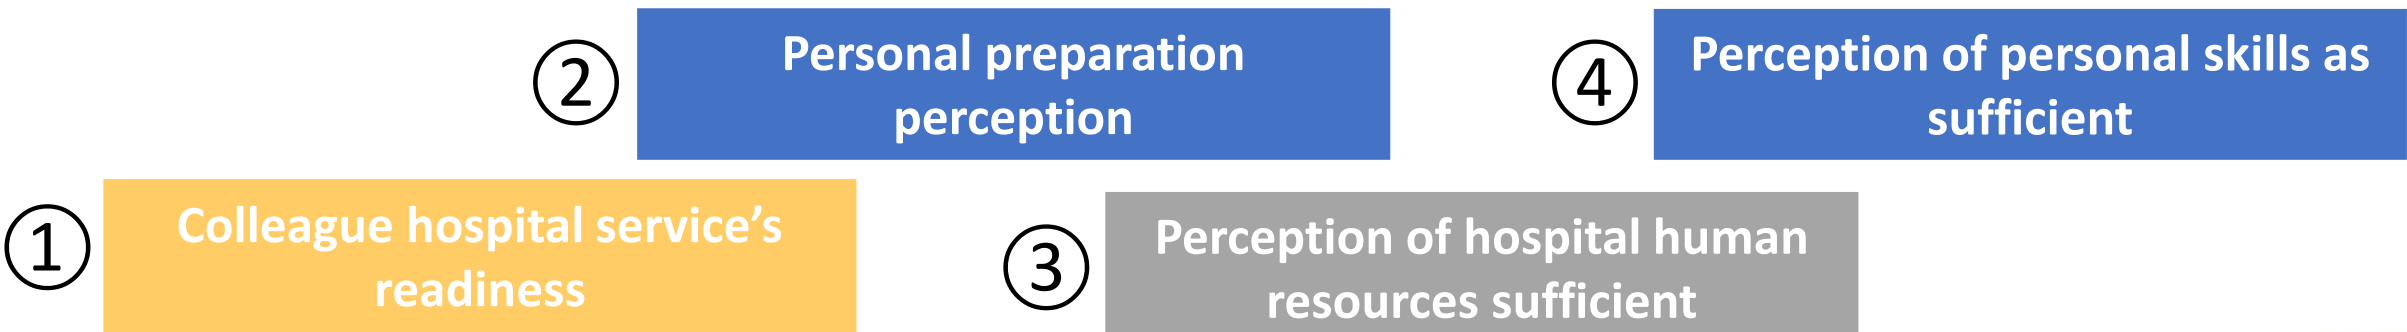 ①
Colleague hospital service’s
readiness
②
Personal preparation
perception
③
Perception of hospital human
resources sufficient
④
Perception of personal skills as
sufficient